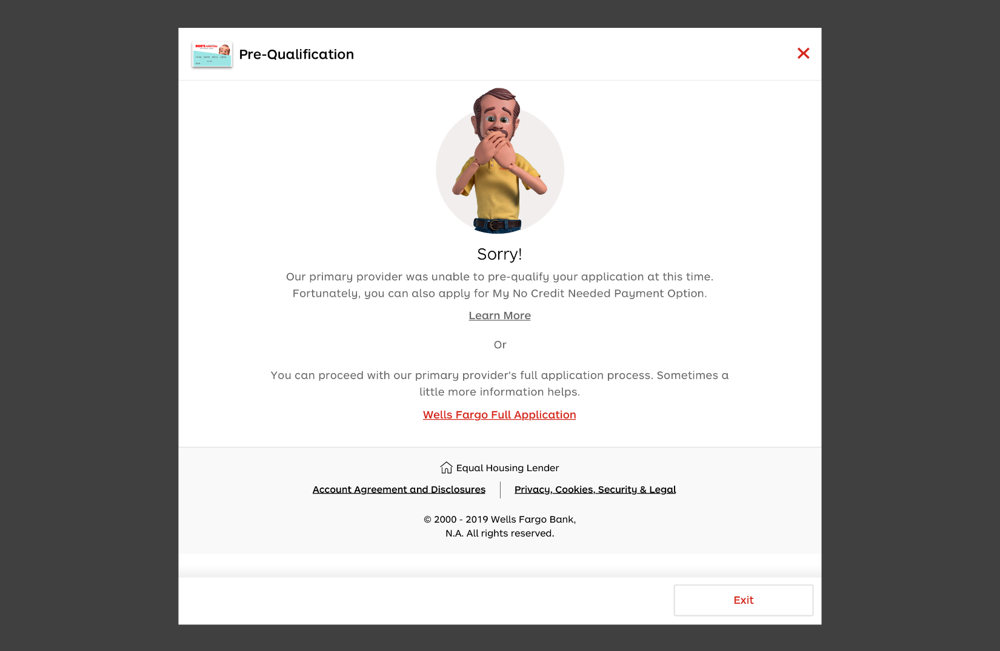 BOB'S
Pre-Qualification
Sorry!
Our primary provider was unable to pre-qualify your application at this time.
Fortunately, you can also apply for My No Credit Needed Payment Option.
Learn More
Or
You can proceed with our primary provider's full application process. Sometimes a
little more information helps.
Wells Fargo Full Application
Equal Housing Lender
Account Agreement and Disclosures
Privacy, Cookies, Security & Legal
© 2000 - 2019 Wells Fargo Bank,
N.A. All rights reserved.
Exit